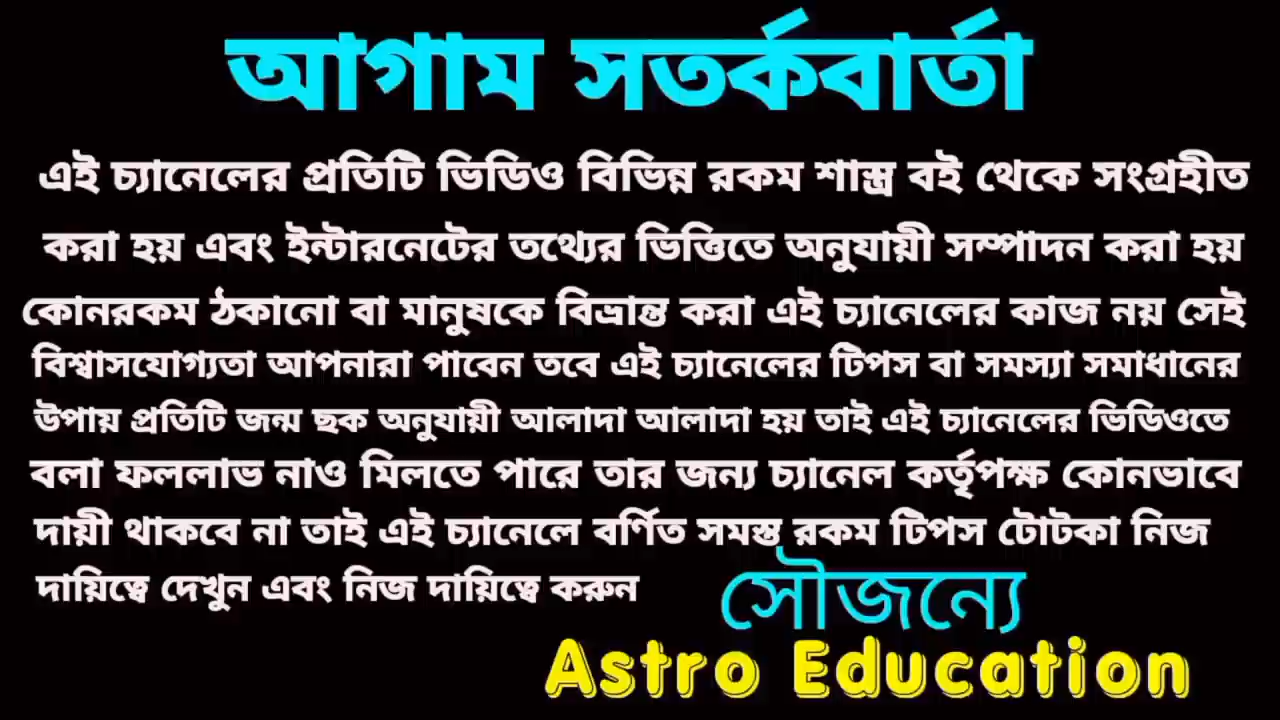 আগাম সতর্কবার্তা
এই চ্যানেলের প্রতিটি ভিডিও বিভিন্ন রকম শাস্ত্র বই থেকে সংগ্রহীত
করা হয় এবং ইন্টারনেটের তথ্যের ভিত্তিতে অনুযায়ী সম্পাদন করা হয়
কোনরকম ঠকানো বা মানুষকে বিভ্রান্ত করা এই চ্যানেলের কাজ নয় সেই
বিশ্বাসযোগ্যতা আপনারা পাবেন তবে এই চ্যানেলের টিপস বা সমস্যা সমাধানের
উপায় প্রতিটি জন্ম ছক অনুযায়ী আলাদা আলাদা হয় তাই এই চ্যানেলের ভিডিওতে
বলা ফললাভ নাও মিলতে পারে তার জন্য চ্যানেল কর্তৃপক্ষ কোনভাবে
দায়ী থাকবে না তাই এই চ্যানেলে বর্ণিত সমস্ত রকম টিপস টোটকা নিজ
দায়িত্বে দেখুন এবং নিজ দায়িত্বে করুন
সৌজন্যে
Astro Education